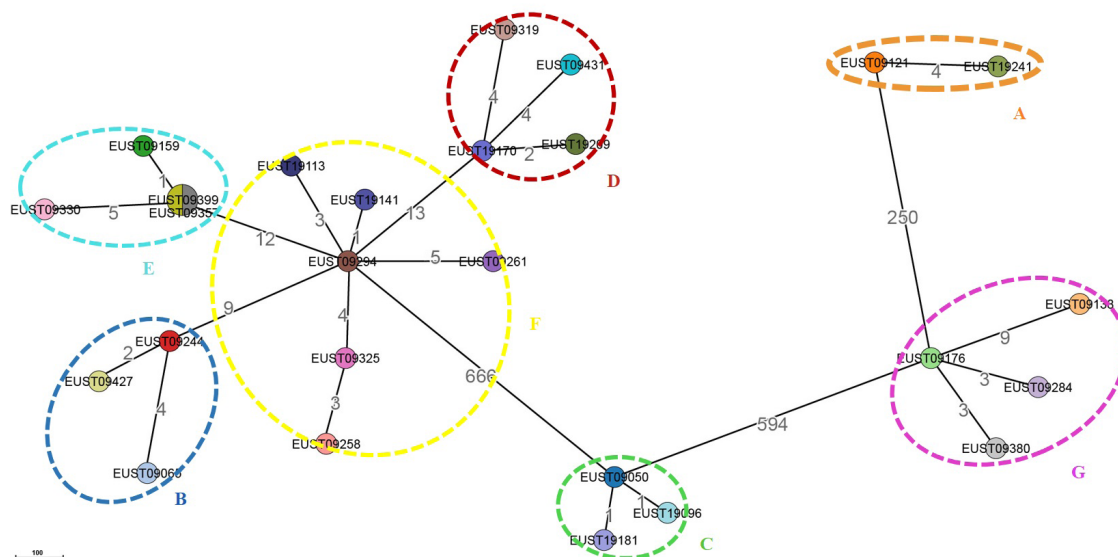 EUST09319
EUST09431
4
4
EUST19170
2
EUST19209
D
EUST09121
4
EUST19241
A
EUST09159
1
EUST09399
EUST09357
EUST09330
5
E
12
EUST19113
EUST19141
3
1
13
EUST09294
5
EUST09261
F
4
EUST09325
3
EUST09258
9
EUST09244
2
EUST09427
4
B
250
EUST09133
9
EUST09176
3
EUST09284
3
EUST09380
G
666
594
EUST09050
1
1
EUST19096
EUST19181
C
100